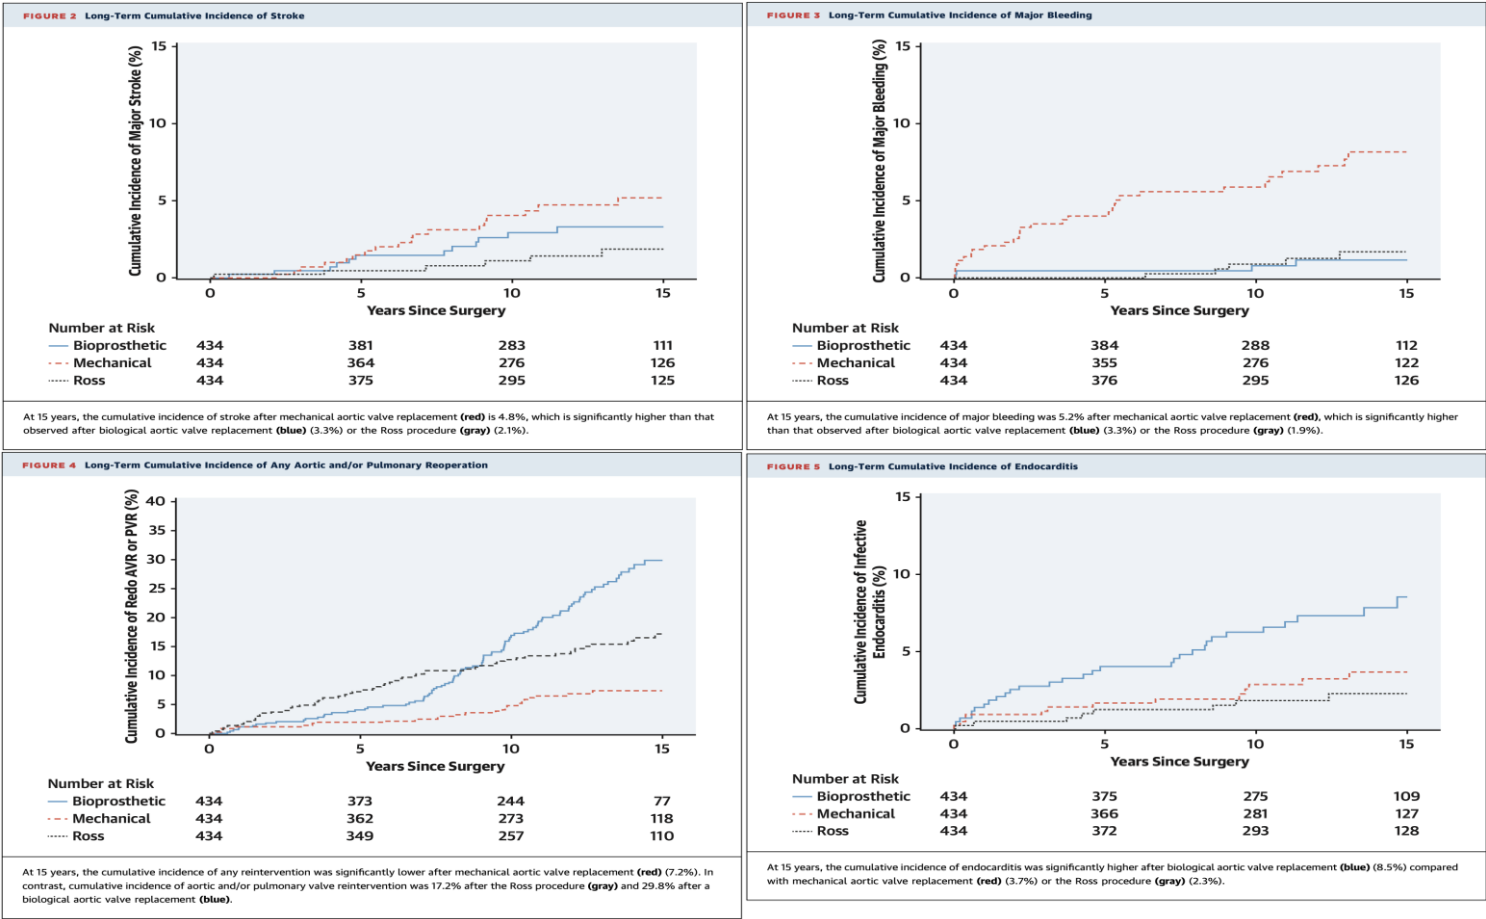 FIGURE 2 Long-Term Cumulative Incidence of Stroke
Cumulative Incidence of Major Stroke (%)
15
10
5
0
0 5 10 15
Years Since Surgery
Number at Risk
Bioprosthetic 434 381 283 111
Mechanical 434 364 276 126
Ross 434 375 295 125
At 15 years, the cumulative incidence of stroke after mechanical aortic valve replacement (red) is 4.8%, which is significantly higher than that
observed after biological aortic valve replacement (blue) (3.3%) or the Ross procedure (gray) (2.1%).
FIGURE 3 Long-Term Cumulative Incidence of Major Bleeding
Cumulative Incidence of Major Bleeding (%)
15
10
5
0
0 5 10 15
Years Since Surgery
Number at Risk
Bioprosthetic 434 384 288 112
Mechanical 434 355 276 122
Ross 434 376 295 126
At 15 years, the cumulative incidence of major bleeding was 5.2% after mechanical aortic valve replacement (red), which is significantly higher
than that observed after biological aortic valve replacement (blue) (3.3%) or the Ross procedure (gray) (1.9%).
FIGURE 4 Long-Term Cumulative Incidence of Any Aortic and/or Pulmonary Reoperation
Cumulative Incidence of Redo AVR or PVR (%)
40
35
30
25
20
15
10
5
0
0 5 10 15
Years Since Surgery
Number at Risk
Bioprosthetic 434 373 244 77
Mechanical 434 362 273 118
Ross 434 349 257 110
At 15 years, the cumulative incidence of any reintervention was significantly lower after mechanical aortic valve replacement (red) (7.2%). In
contrast, cumulative incidence of aortic and/or pulmonary valve reintervention was 17.2% after the Ross procedure (gray) and 29.8% after a
biological aortic valve replacement (blue).
FIGURE 5 Long-Term Cumulative Incidence of Endocarditis
Cumulative Incidence of Infective
Endocarditis (%)
15
10
5
0
0 5 10 15
Years Since Surgery
Number at Risk
Bioprosthetic 434 375 275 109
Mechanical 434 366 281 127
Ross 434 372 293 128
At 15 years, the cumulative incidence of endocarditis was significantly higher after biological aortic valve replacement (blue) (8.5%) compared
with mechanical aortic valve replacement (red) (3.7%) or the Ross procedure (gray) (2.3%).